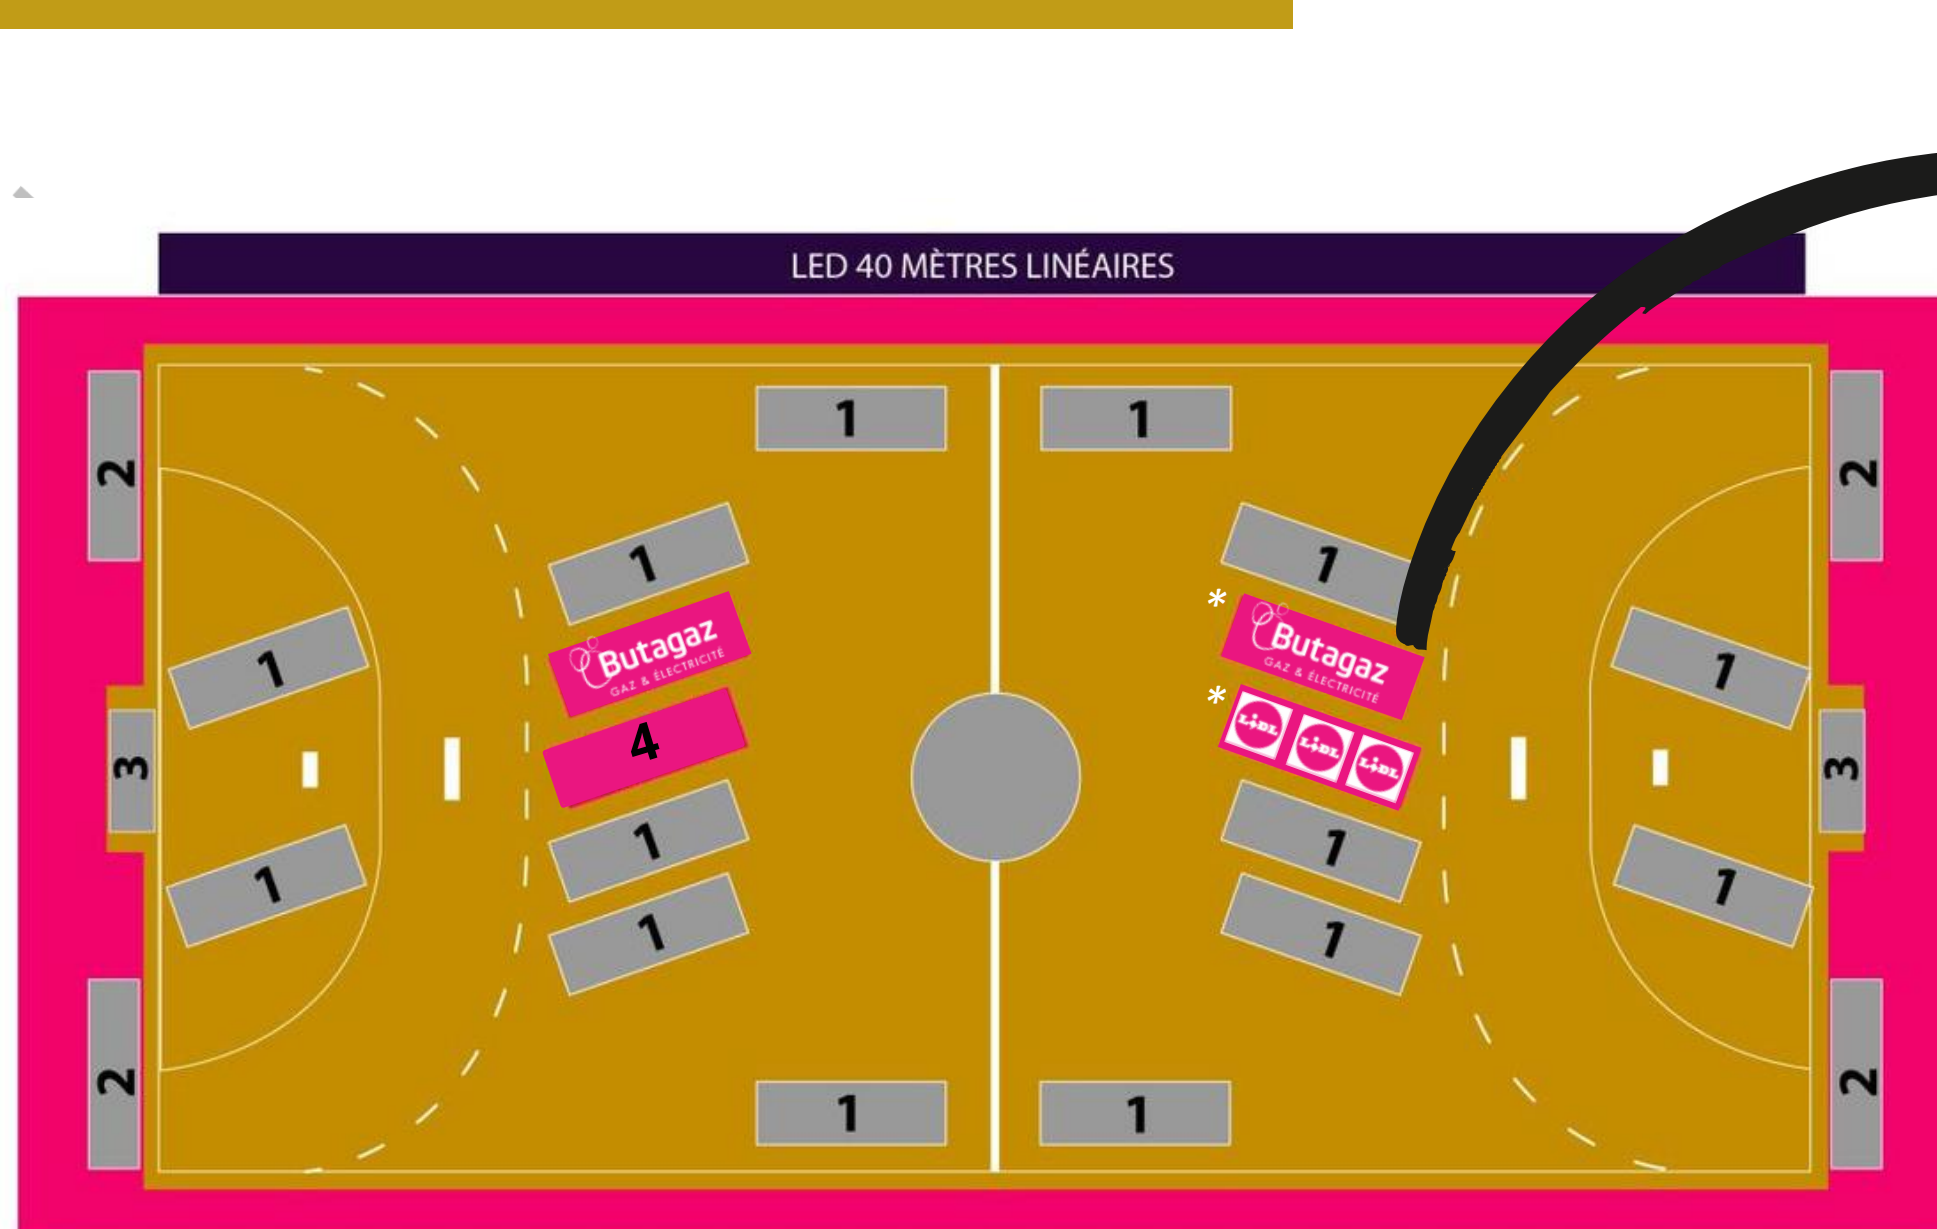 LED 40 MÈTRES LINÉAIRES
1 1
2 2
1 1
* Butagaz
GAZ & ÉLECTRICITÉ
Butagaz
GAZ & ÉLECTRICITÉ
1 1
4
* LIDL LIDL LIDL
3 3
1 1
1 1
1 1
2 2
1 1